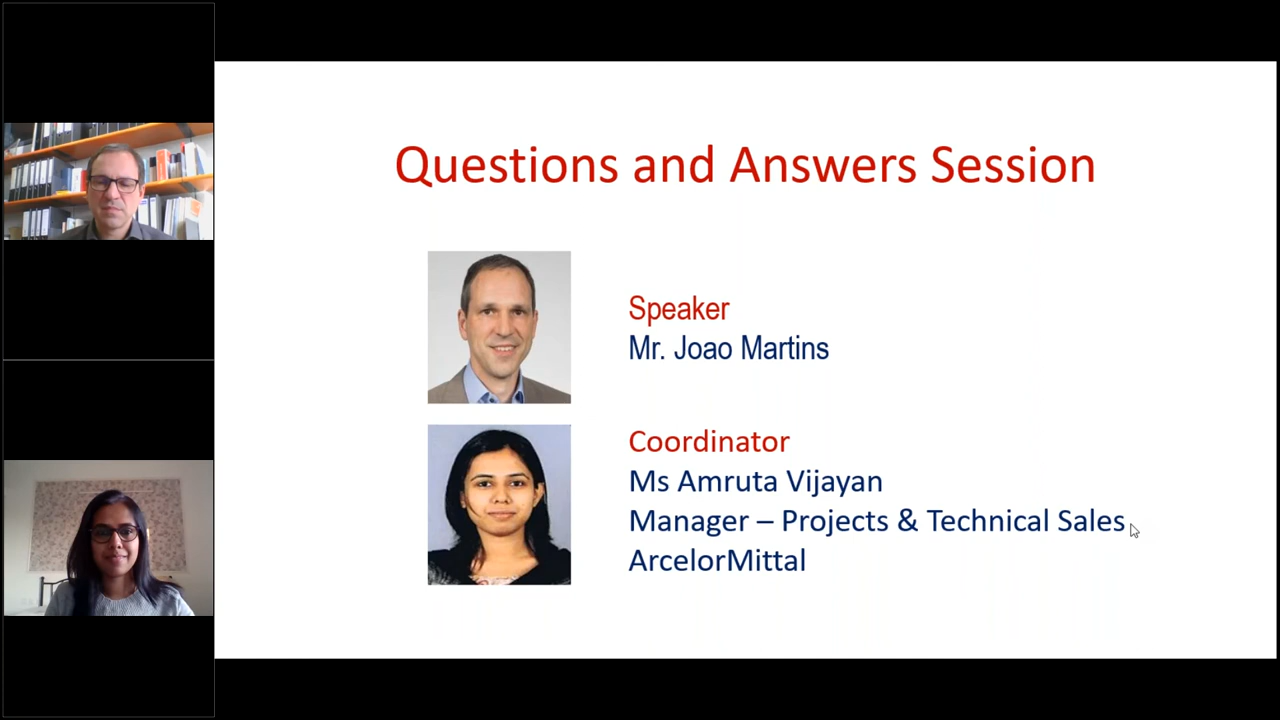 Questions and Answers Session
Speaker
Mr. Joao Martins
Coordinator
Ms Amruta Vijayan
Manager – Projects & Technical Sales
ArcelorMittal